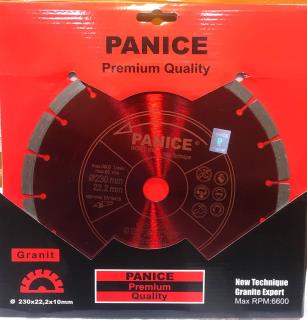 PANICE
Premium Quality
PANICE
Ø230 mm
22.2 mm
Granit
PANICE
Premium
Quality
Ø 230x22,2x10mm
New Technique
Granite Expert
Max RPM:6600